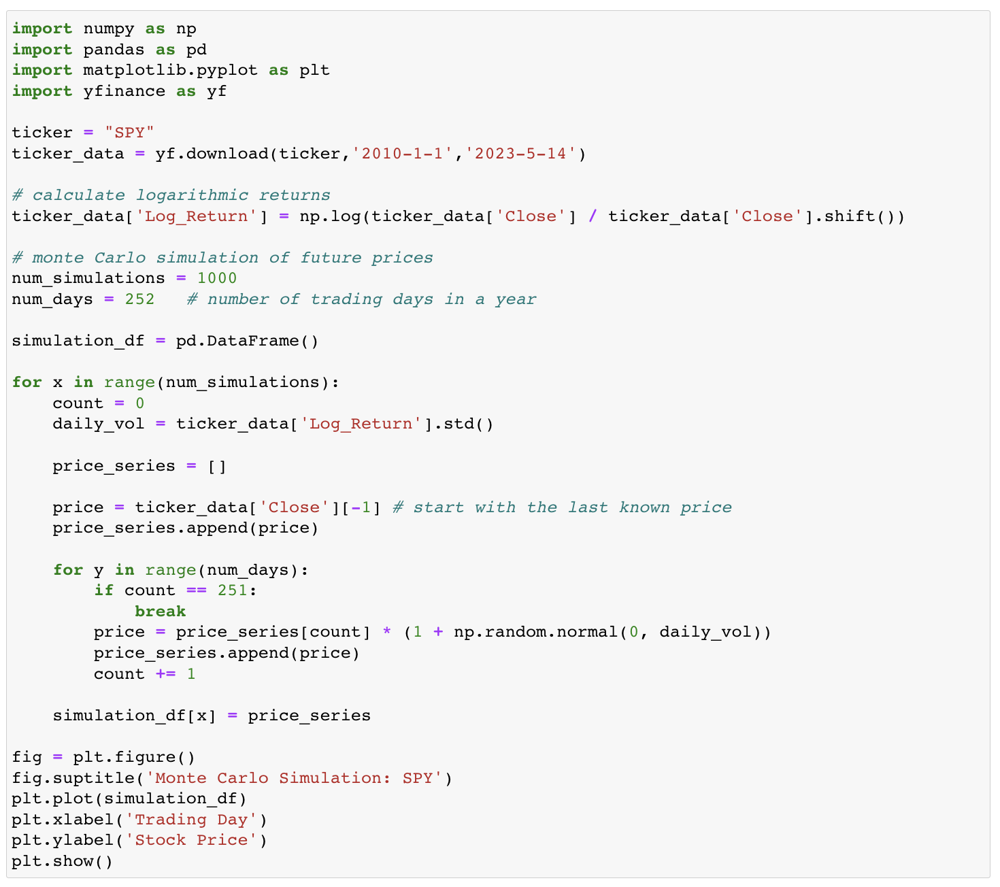 import numpy as np
import pandas as pd
import matplotlib.pyplot as plt
import yfinance as yf

ticker = "SPY"
ticker_data = yf.download(ticker,'2010-1-1','2023-5-14')

# calculate logarithmic returns
ticker_data['Log_Return'] = np.log(ticker_data['Close'] / ticker_data['Close'].shift())

# monte Carlo simulation of future prices
num_simulations = 1000
num_days = 252   # number of trading days in a year

simulation_df = pd.DataFrame()

for x in range(num_simulations):
    count = 0
    daily_vol = ticker_data['Log_Return'].std()

    price_series = []

    price = ticker_data['Close'][-1] # start with the last known price
    price_series.append(price)

    for y in range(num_days):
        if count == 251:
            break
        price = price_series[count] * (1 + np.random.normal(0, daily_vol))
        price_series.append(price)
        count += 1

    simulation_df[x] = price_series

fig = plt.figure()
fig.suptitle('Monte Carlo Simulation: SPY')
plt.plot(simulation_df)
plt.xlabel('Trading Day')
plt.ylabel('Stock Price')
plt.show()